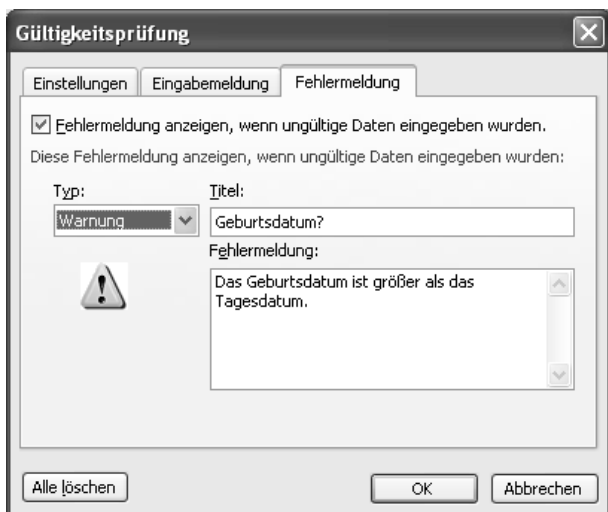 Gültigkeitsprüfung
Einstellungen Eingabemeldung Fehlermeldung
Fehlermeldung anzeigen, wenn ungültige Daten eingegeben wurden.
Diese Fehlermeldung anzeigen, wenn ungültige Daten eingegeben wurden:
Typ: Titel:
Warnung Geburtsdatum?
Fehlermeldung:
Das Geburtsdatum ist größer als das
Tagesdatum.
Alle löschen OK Abbrechen